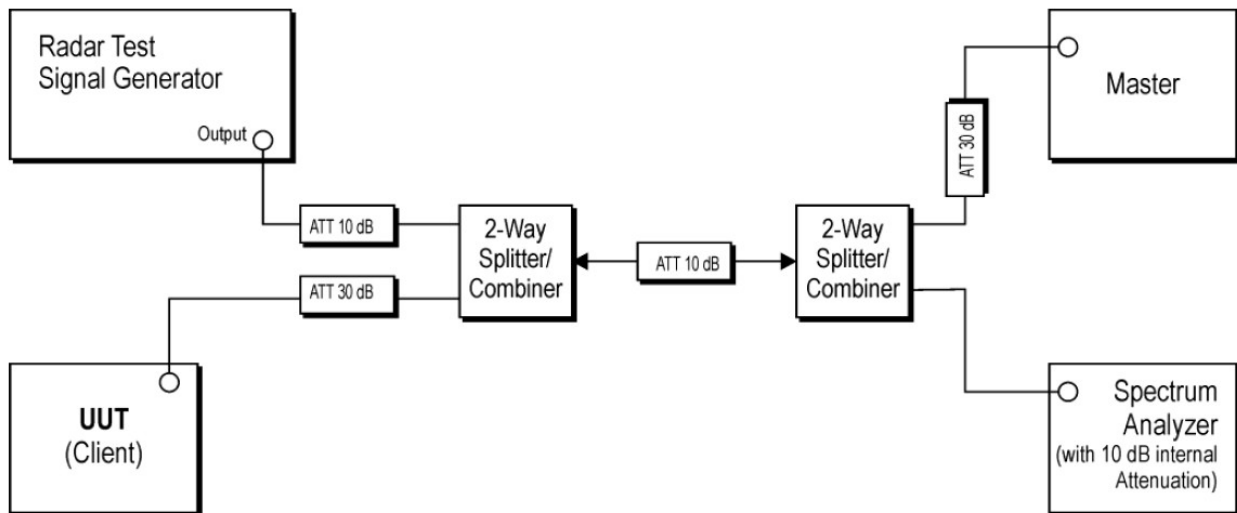 Radar Test
Signal Generator
Output
Master
ATT 30 dB
ATT 10 dB
2-Way
Splitter/
Combiner
ATT 10 dB
2-Way
Splitter/
Combiner
ATT 30 dB
UUT
(Client)
Spectrum
Analyzer
(with 10 dB internal
Attenuation)